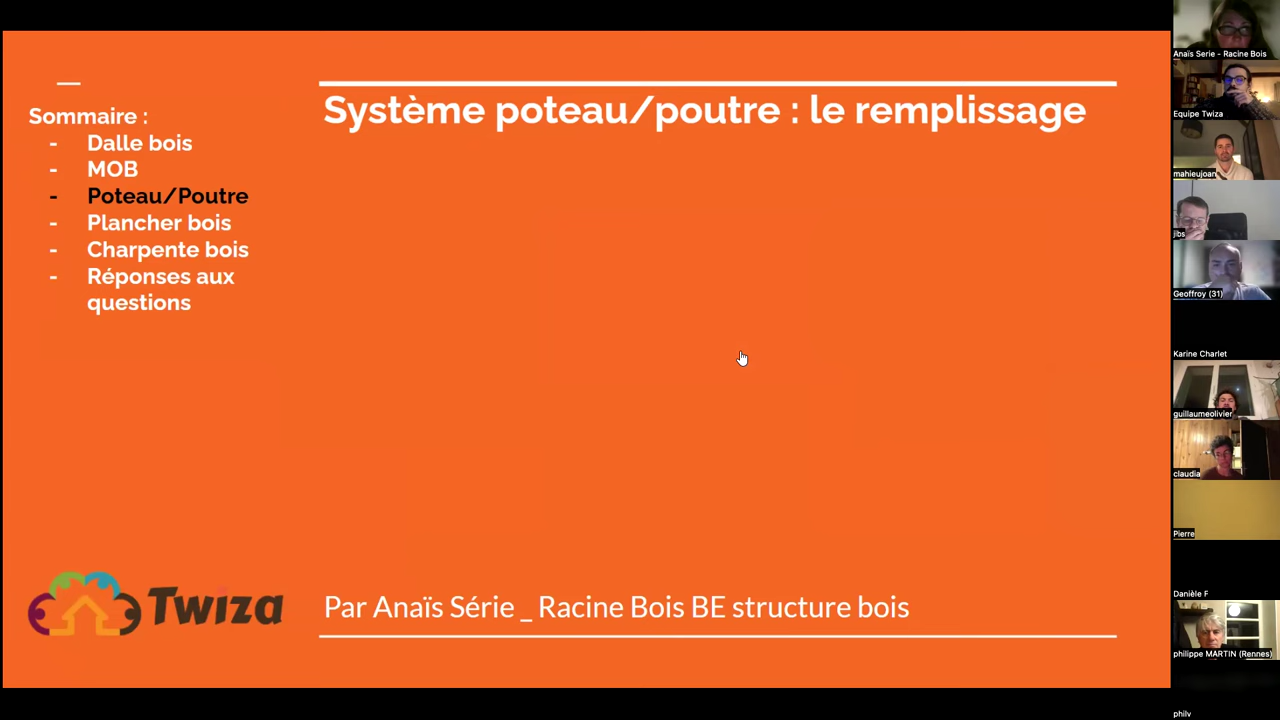 Sommaire :
- Dalle bois
- MOB
- Poteau/Poutre
- Plancher bois
- Charpente bois
- Réponses aux
questions
Système poteau/poutre : le remplissage
Twiza
Par Anaïs Série _ Racine Bois BE structure bois
Anaïs Serie - Racine Bois
Equipe Twiza
mahieujoan
jibs
Geoffroy (31)
Karine Charlet
guillaumeolivier
claudia
Pierre
Danièle F
philippe MARTIN (Rennes)
philv